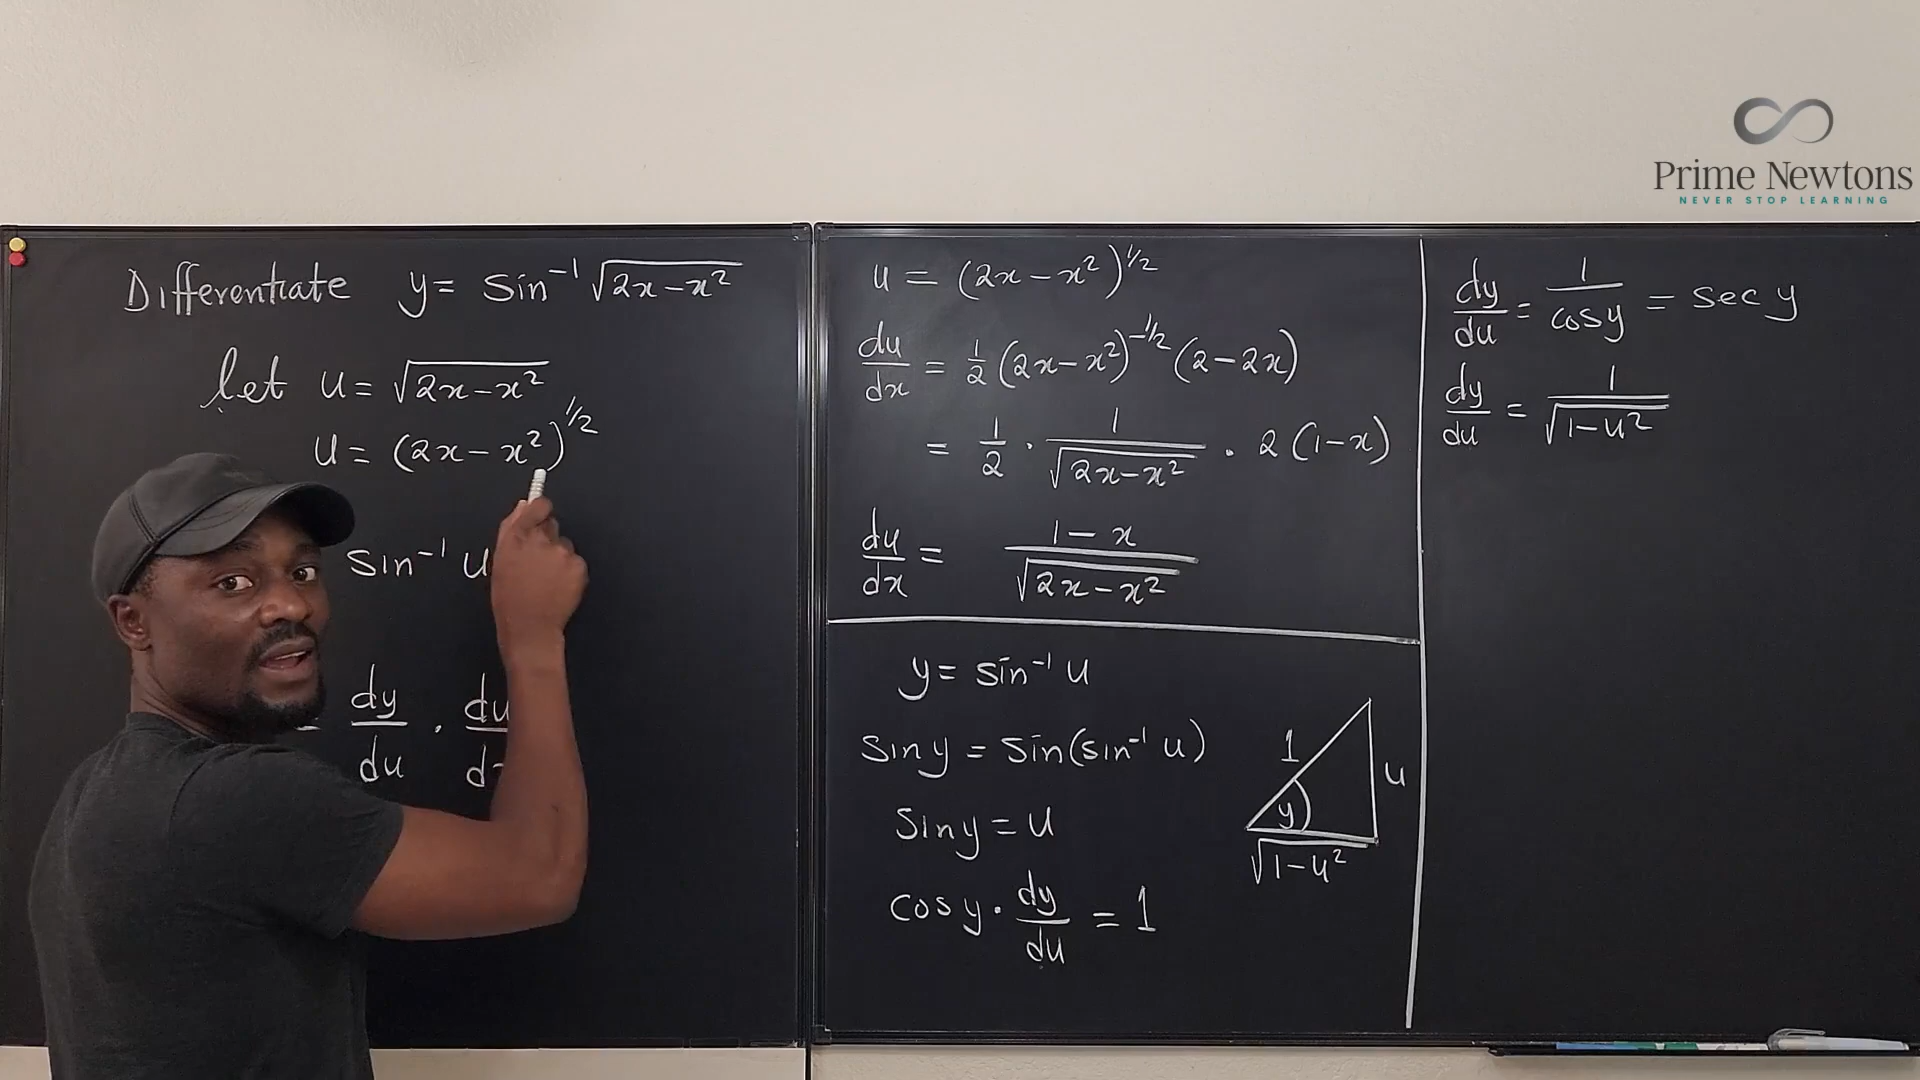 Prime Newtons
NEVER STOP LEARNING
Differentiate y = sin⁻¹ √(2x−x²)
let u = √(2x−x²)
u = (2x−x²)^½
sin⁻¹ u
= dy/du · du/d
u = (2x−x²)^½
du/dx = ½(2x−x²)^−½ (2−2x)
= ½ · 1/√(2x−x²) · 2(1−x)
du/dx = (1−x)/√(2x−x²)
y = sin⁻¹ u
sin y = sin(sin⁻¹ u)
sin y = u
cos y · dy/du = 1
1
u
y
√(1−u²)
dy/du = 1/cos y = sec y
dy/du = 1/√(1−u²)